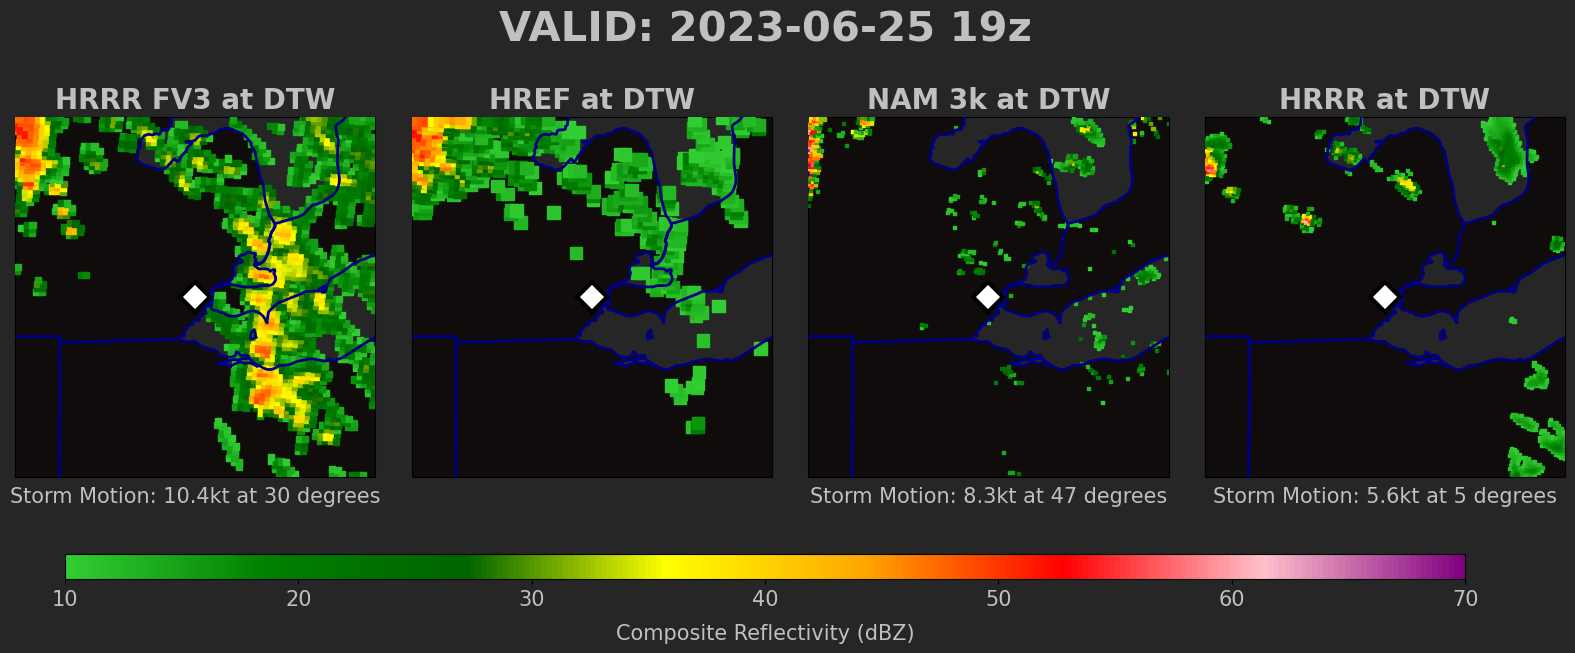 VALID: 2023-06-25 19z
HRRR FV3 at DTW
HREF at DTW
NAM 3k at DTW
HRRR at DTW
Storm Motion: 10.4kt at 30 degrees
Storm Motion: 8.3kt at 47 degrees
Storm Motion: 5.6kt at 5 degrees
10 20 30 40 50 60 70
Composite Reflectivity (dBZ)